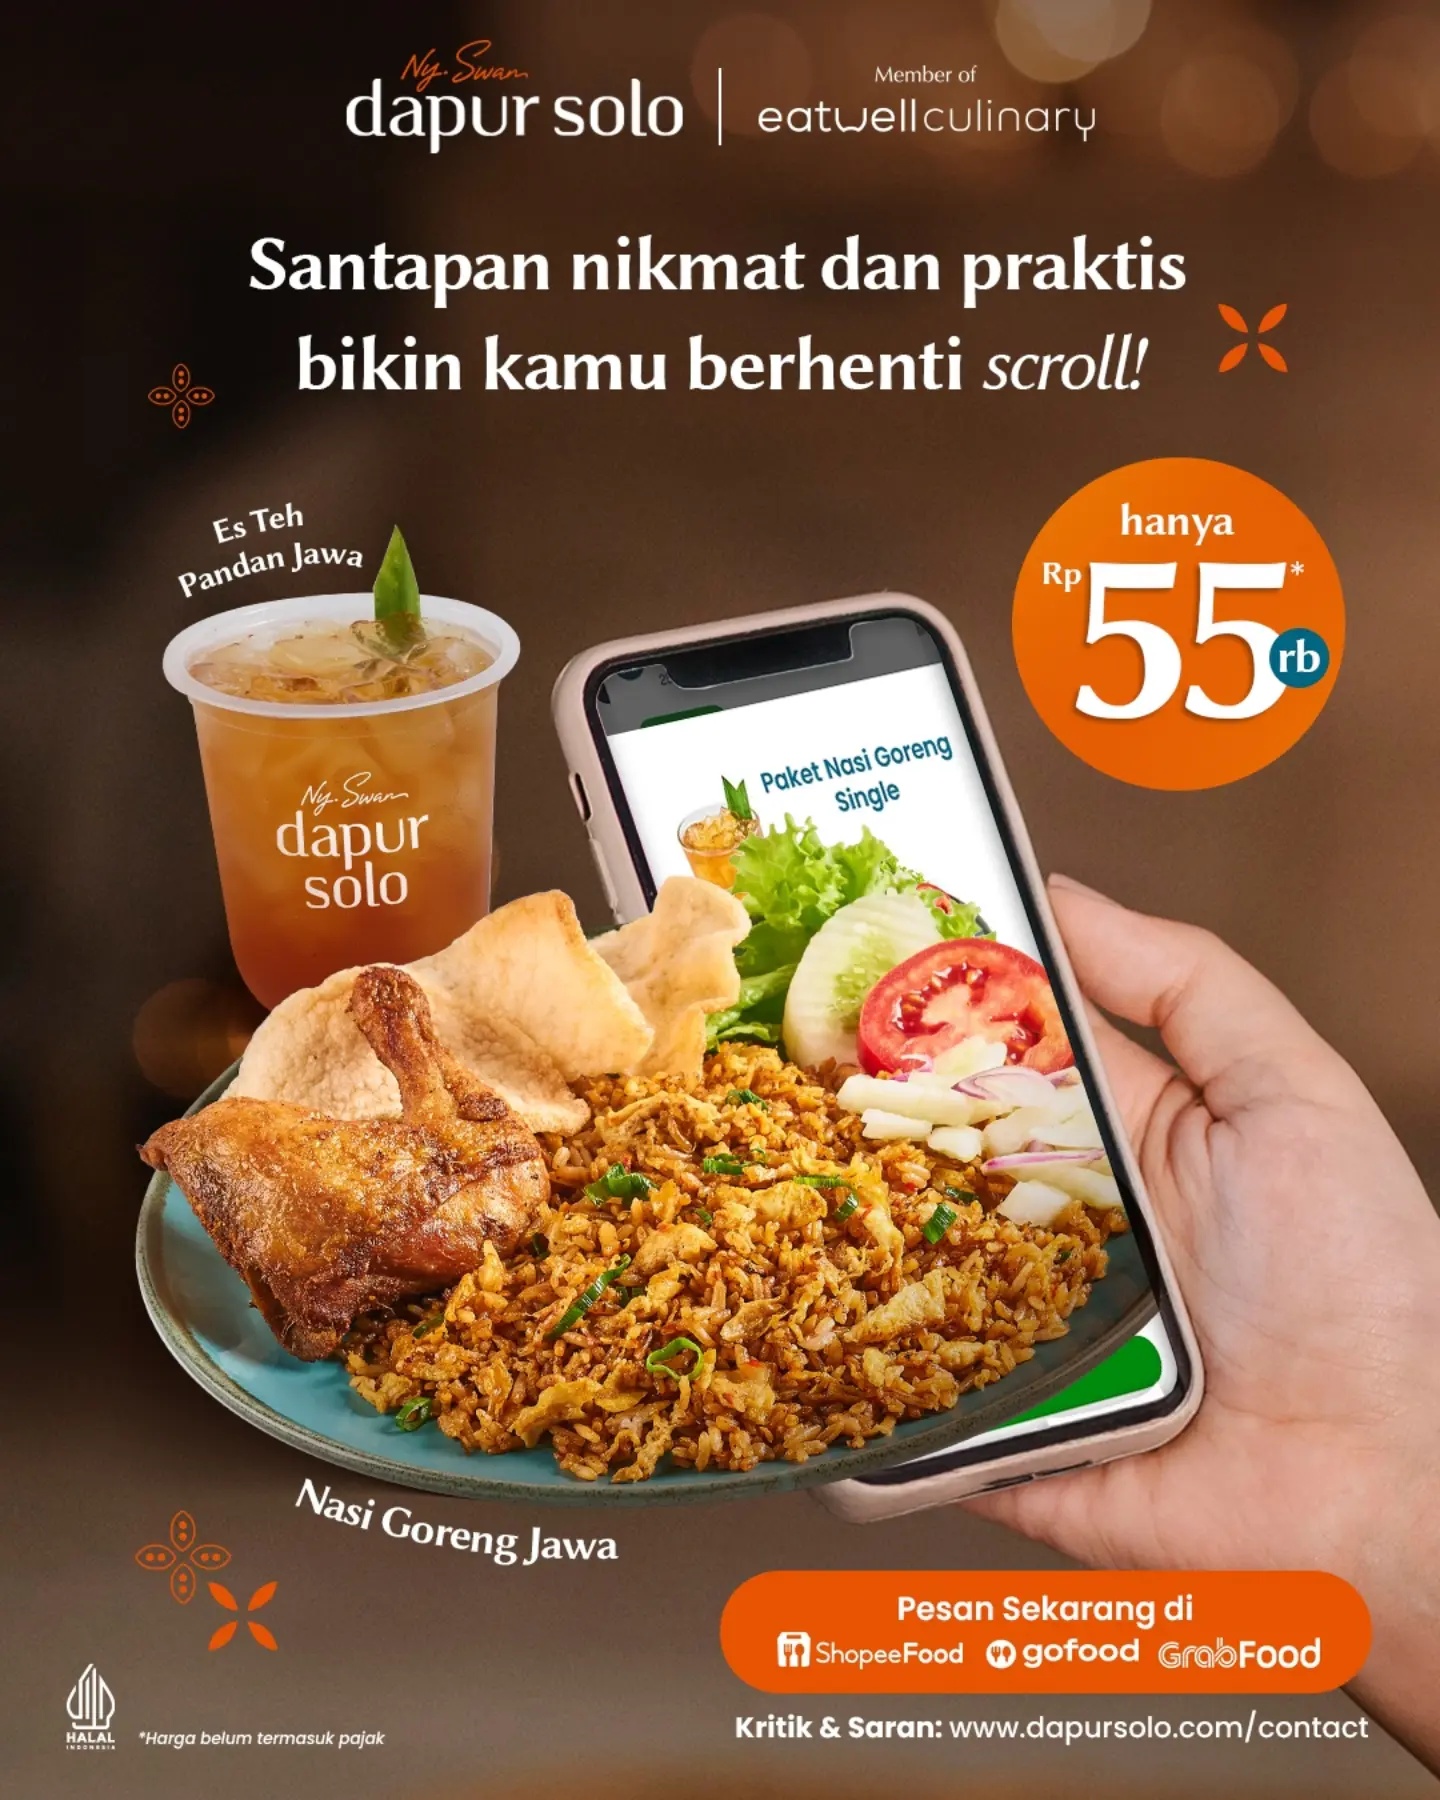 Ny. Swan
dapur solo
Member of
eatwellculinary
Santapan nikmat dan praktis
bikin kamu berhenti scroll!
Es Teh
Pandan Jawa
hanya
Rp 55* rb
Paket Nasi Goreng
Single
Ny. Swan
dapur
solo
Nasi Goreng Jawa
Pesan Sekarang di
ShopeeFood gofood GrabFood
HALAL
INDONESIA
*Harga belum termasuk pajak
Kritik & Saran: www.dapursolo.com/contact